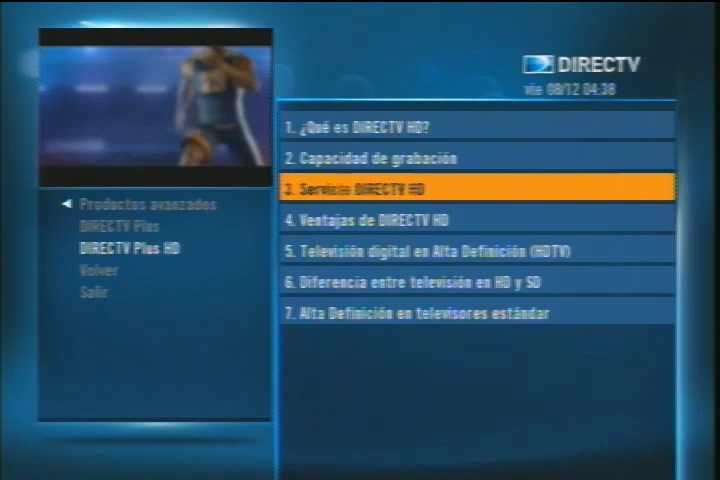 DIRECTV
vie 08/12 04:38
1. ¿Qué es DIRECTV HD?
2. Capacidad de grabación
3. Servicio DIRECTV HD
4. Ventajas de DIRECTV HD
5. Televisión digital en Alta Definición (HDTV)
6. Diferencia entre televisión en HD y SD
7. Alta Definición en televisores estándar
Productos avanzados
DIRECTV Plus
DIRECTV Plus HD
Volver
Salir